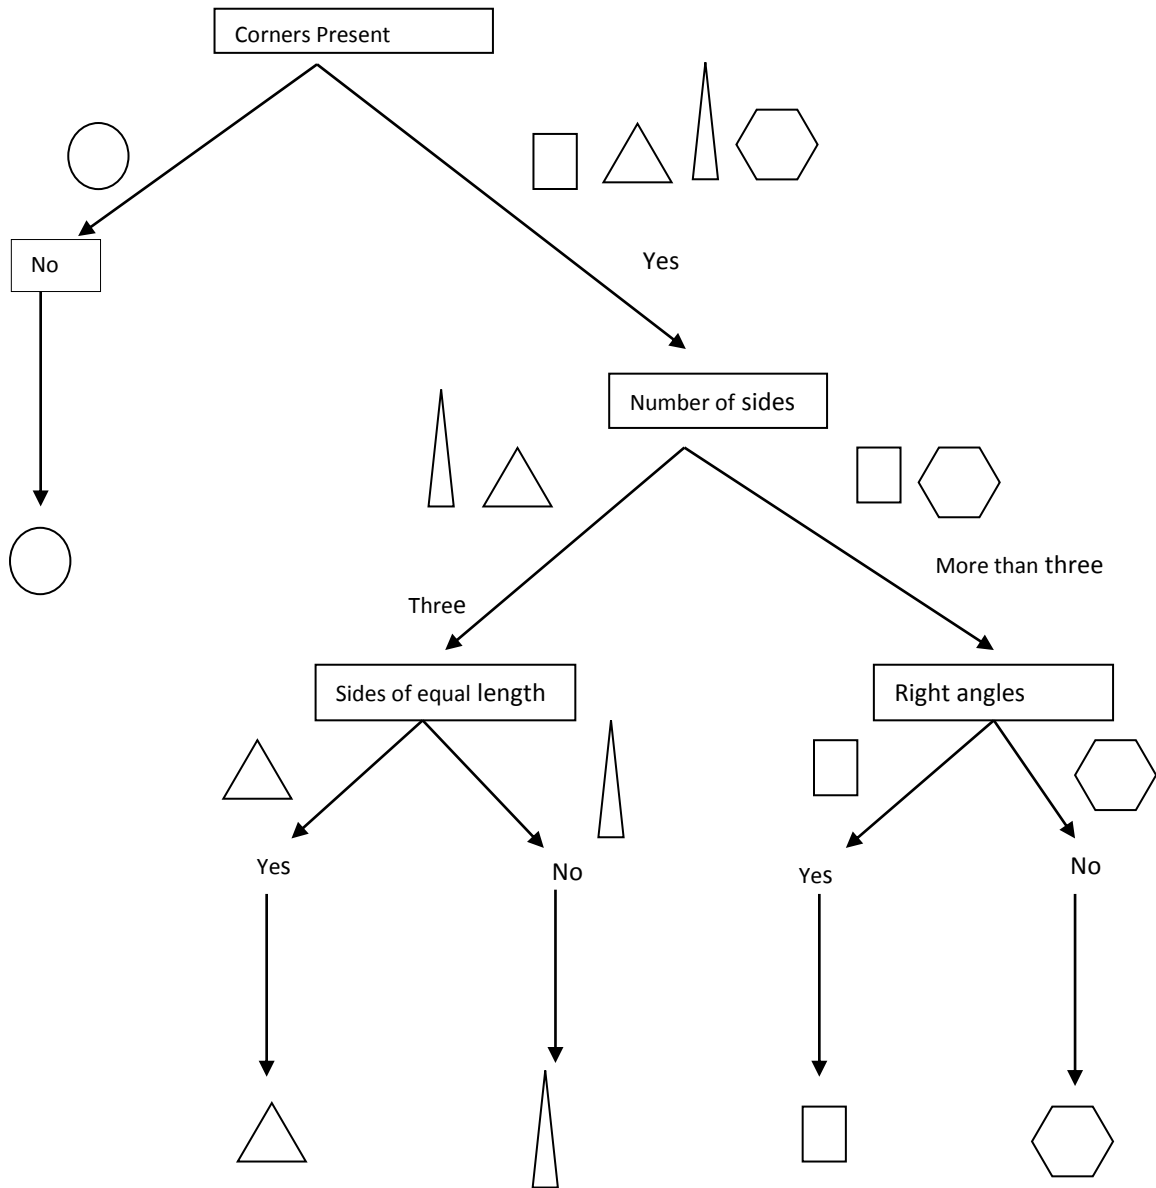 Corners Present
Yes
No
Number of sides
More than three
Three
Sides of equal length
Right angles
Yes
No
Yes
No